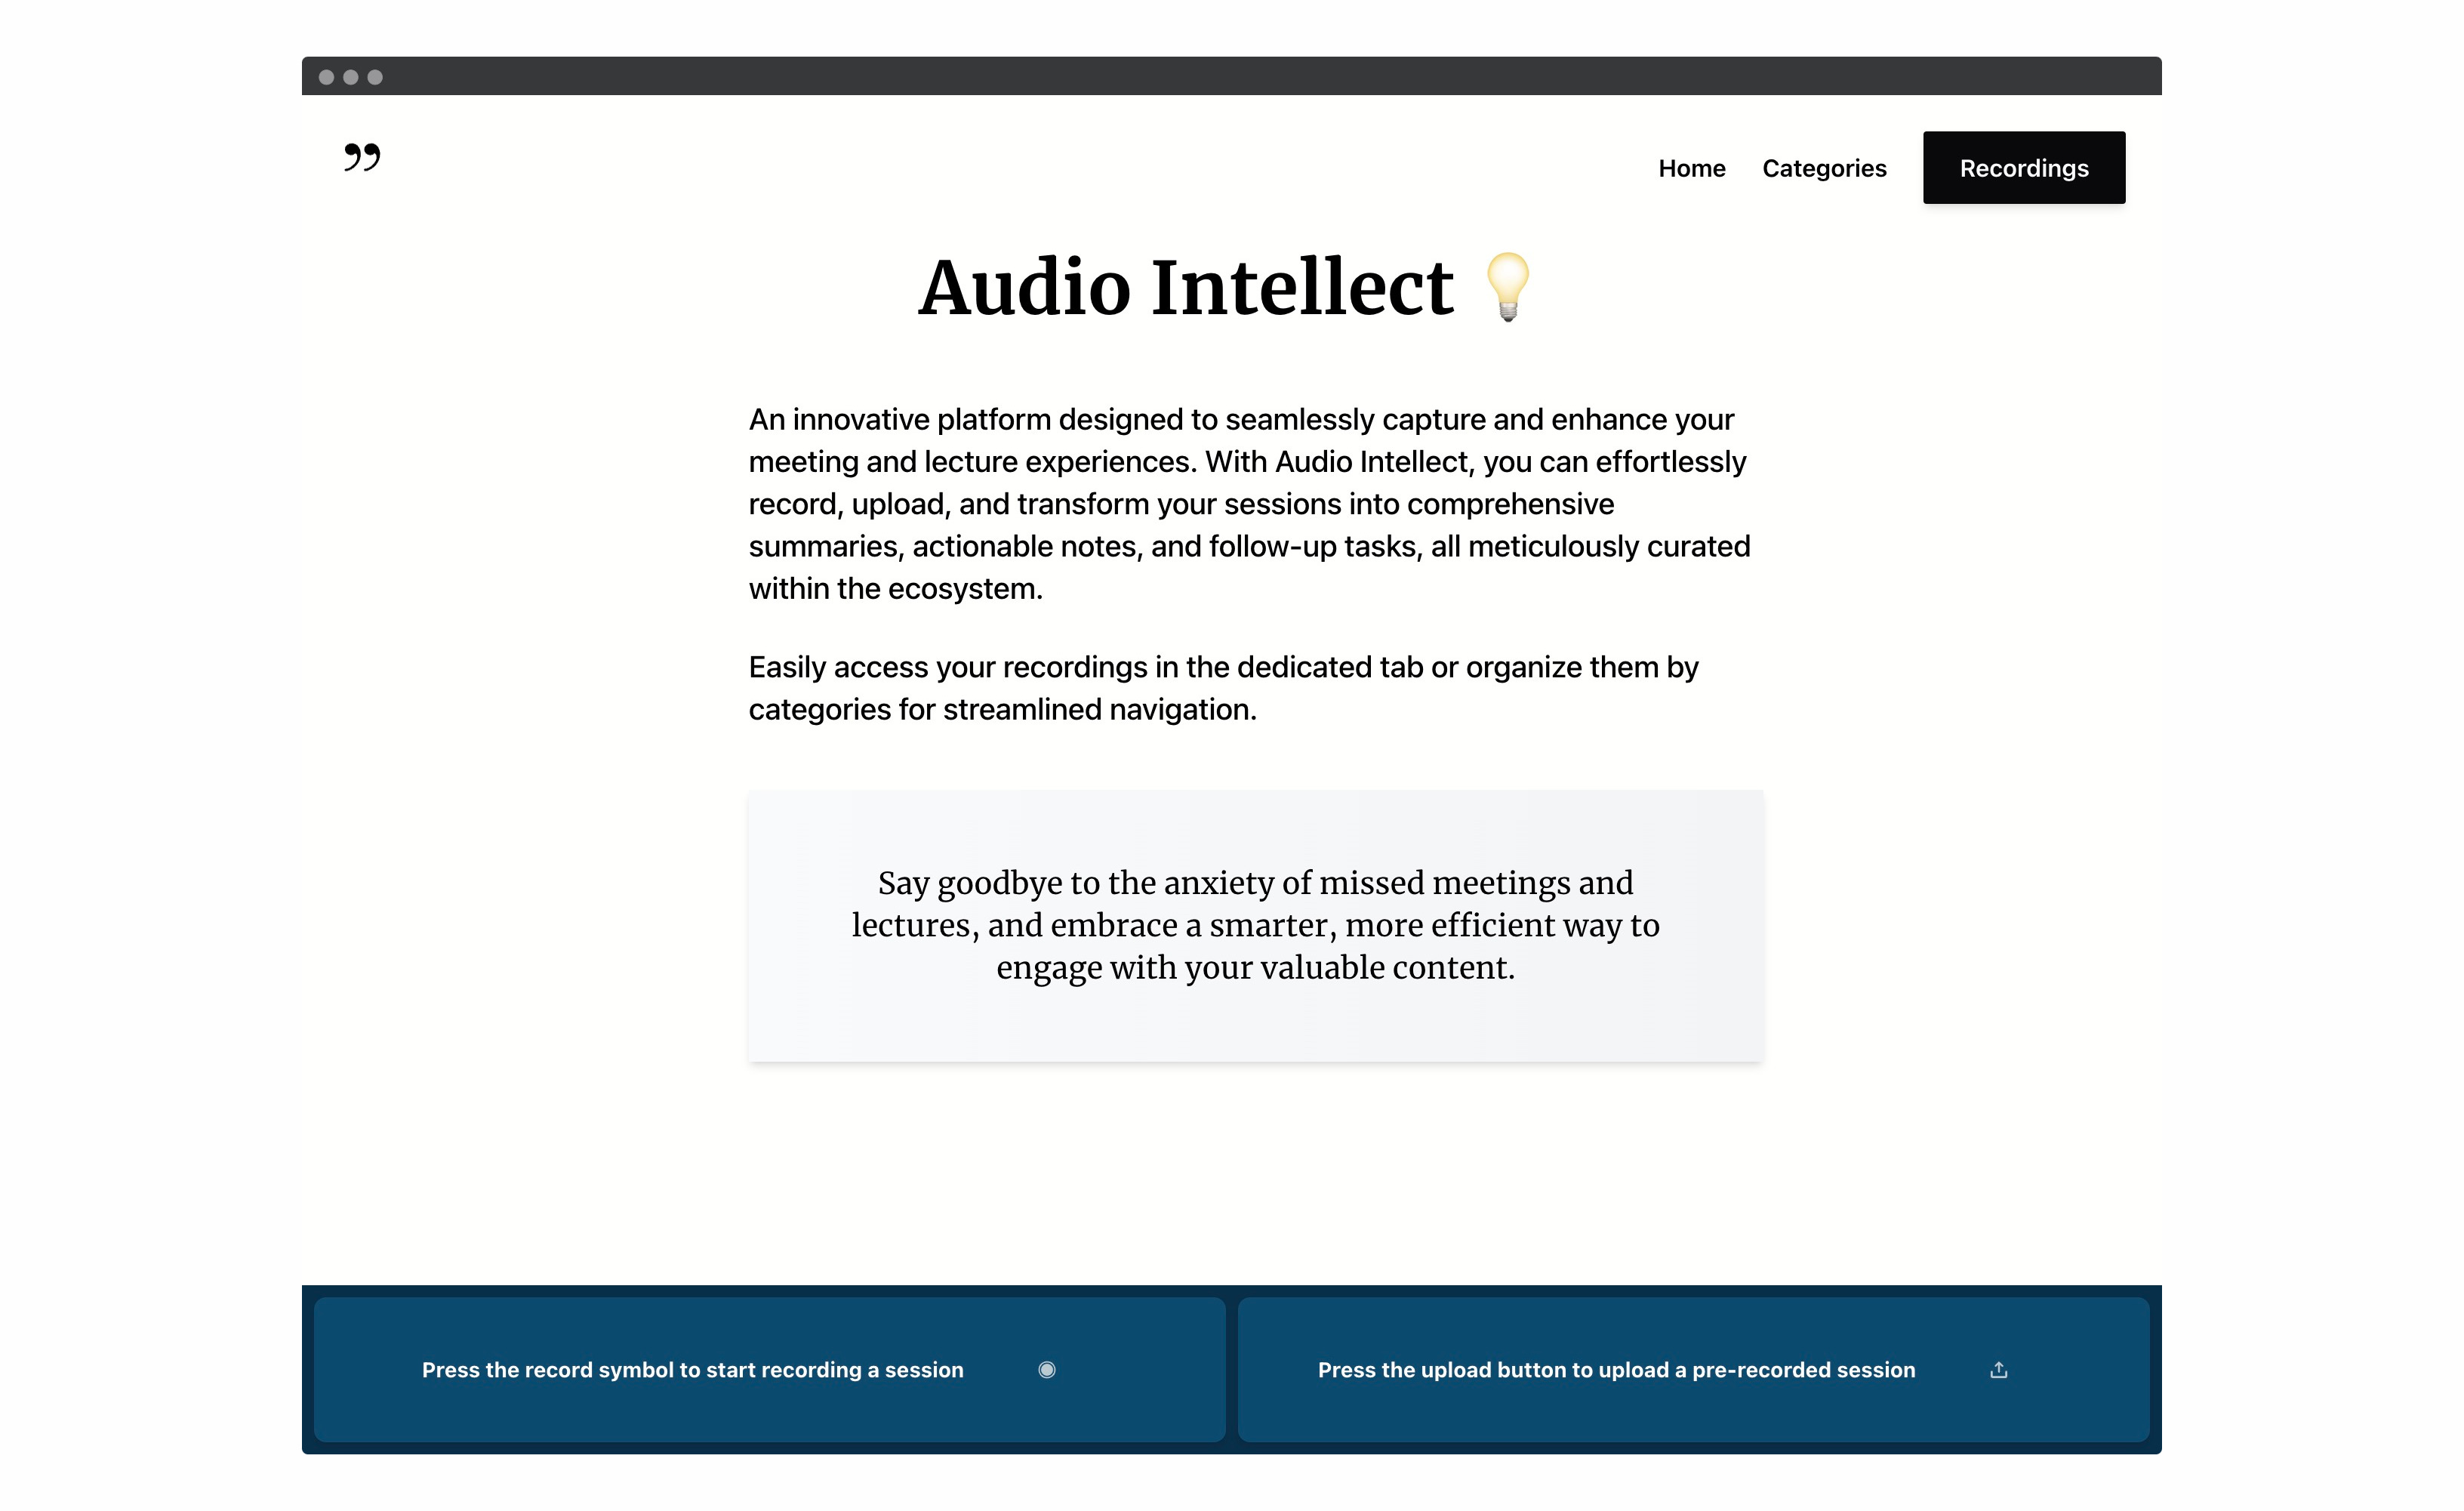 ”
Home Categories Recordings
Audio Intellect 💡
An innovative platform designed to seamlessly capture and enhance your
meeting and lecture experiences. With Audio Intellect, you can effortlessly
record, upload, and transform your sessions into comprehensive
summaries, actionable notes, and follow-up tasks, all meticulously curated
within the ecosystem.
Easily access your recordings in the dedicated tab or organize them by
categories for streamlined navigation.
Say goodbye to the anxiety of missed meetings and
lectures, and embrace a smarter, more efficient way to
engage with your valuable content.
Press the record symbol to start recording a session
Press the upload button to upload a pre-recorded session